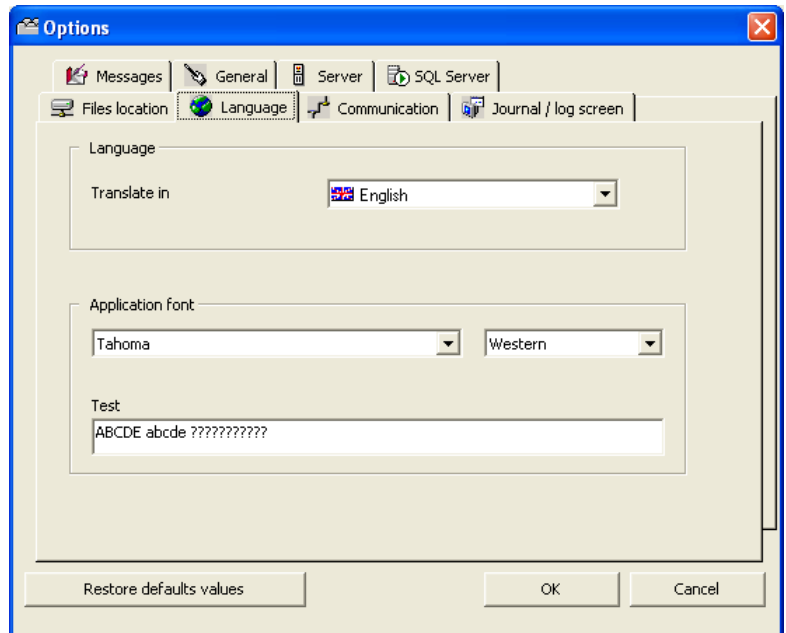 Options
Messages General Server SQL Server
Files location Language Communication Journal / log screen
Language
Translate in English
Application font
Tahoma Western
Test
ABCDE abcde ???????????
Restore defaults values OK Cancel